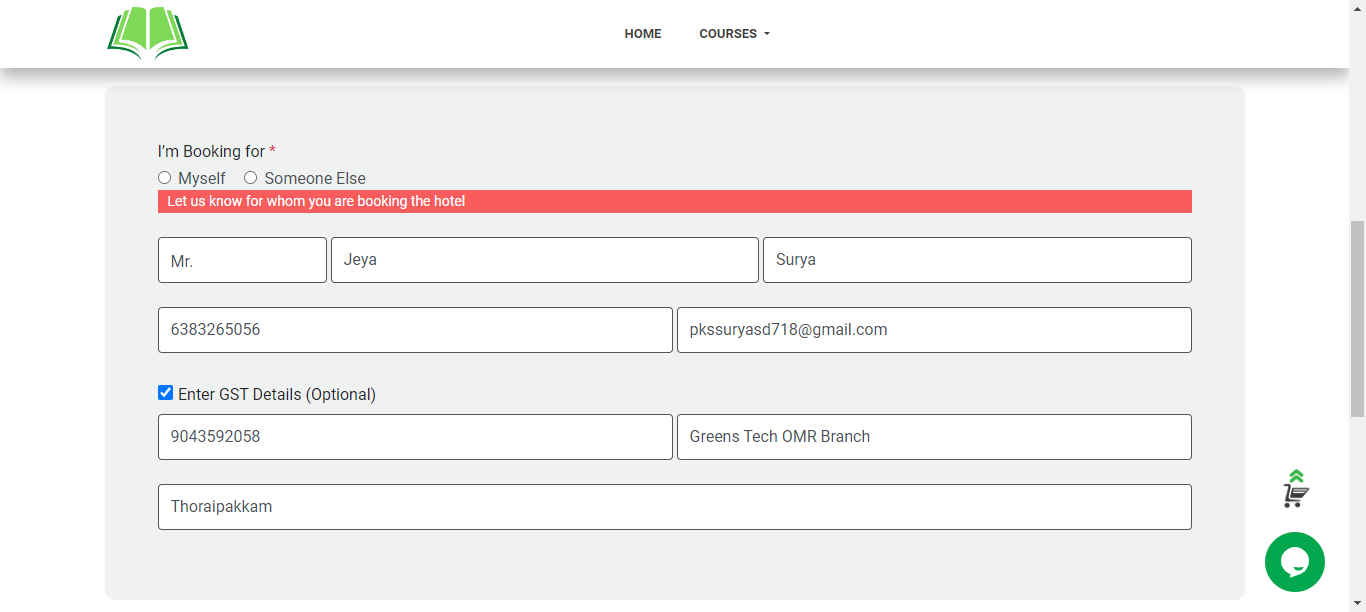 HOME COURSES
I’m Booking for *
Myself Someone Else
Let us know for whom you are booking the hotel
Mr. Jeya Surya
6383265056 pkssuryasd718@gmail.com
Enter GST Details (Optional)
9043592058 Greens Tech OMR Branch
Thoraipakkam